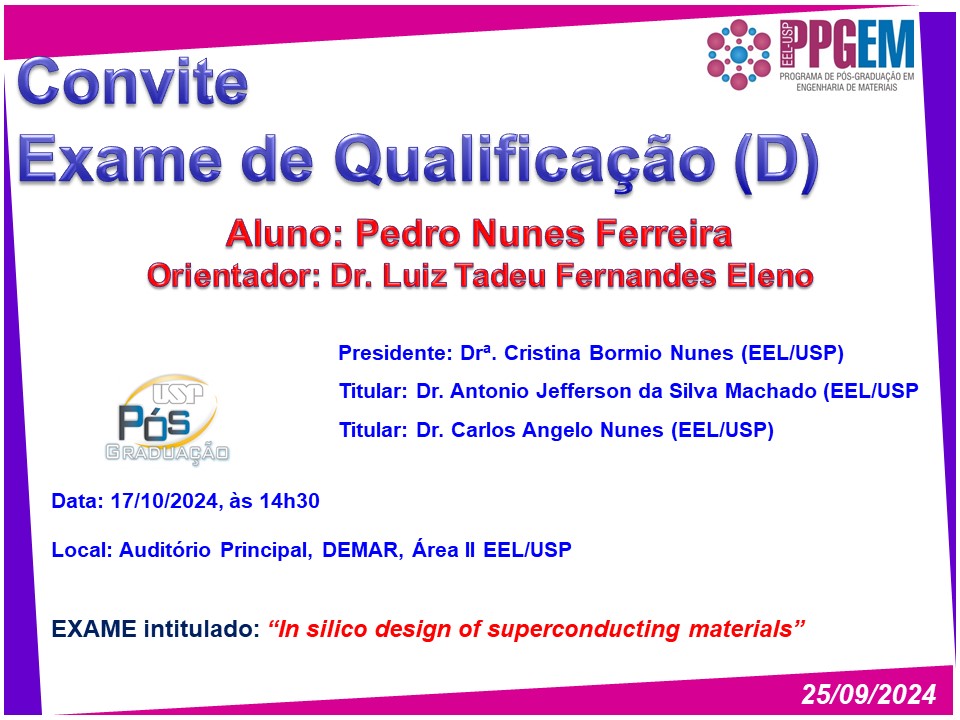 EEL-USP
PPGEM
PROGRAMA DE PÓS-GRADUAÇÃO EM
ENGENHARIA DE MATERIAIS
Convite
Exame de Qualificação (D)
Aluno: Pedro Nunes Ferreira
Orientador: Dr. Luiz Tadeu Fernandes Eleno
Presidente: Drª. Cristina Bormio Nunes (EEL/USP)
Titular: Dr. Antonio Jefferson da Silva Machado (EEL/USP
Titular: Dr. Carlos Angelo Nunes (EEL/USP)
USP
PÓS
GRADUAÇÃO
Data: 17/10/2024, às 14h30
Local: Auditório Principal, DEMAR, Área II EEL/USP
EXAME intitulado: “In silico design of superconducting materials”
25/09/2024